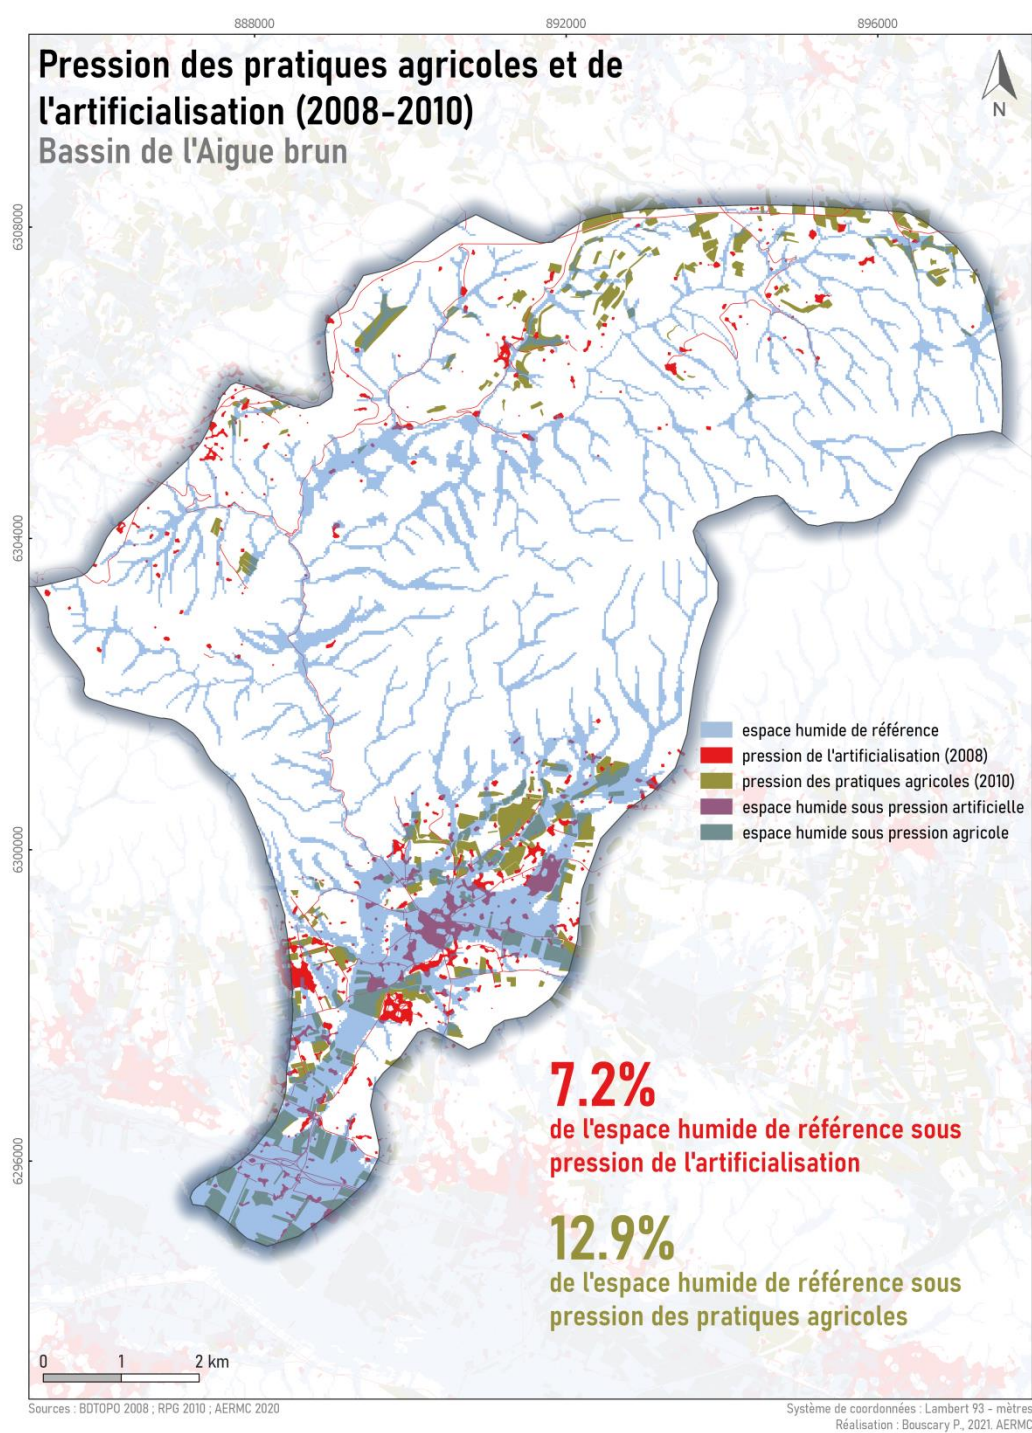 888000
892000
896000
Pression des pratiques agricoles et de
l'artificialisation (2008-2010)
Bassin de l'Aigue brun
N
6308000
6304000
6300000
6296000
espace humide de référence
pression de l'artificialisation (2008)
pression des pratiques agricoles (2010)
espace humide sous pression artificielle
espace humide sous pression agricole
7.2%
de l'espace humide de référence sous
pression de l'artificialisation
12.9%
de l'espace humide de référence sous
pression des pratiques agricoles
0 1 2 km
Sources : BDTOPO 2008 ; RPG 2010 ; AERMC 2020
Système de coordonnées : Lambert 93 - mètres
Réalisation : Bouscary P., 2021. AERMC